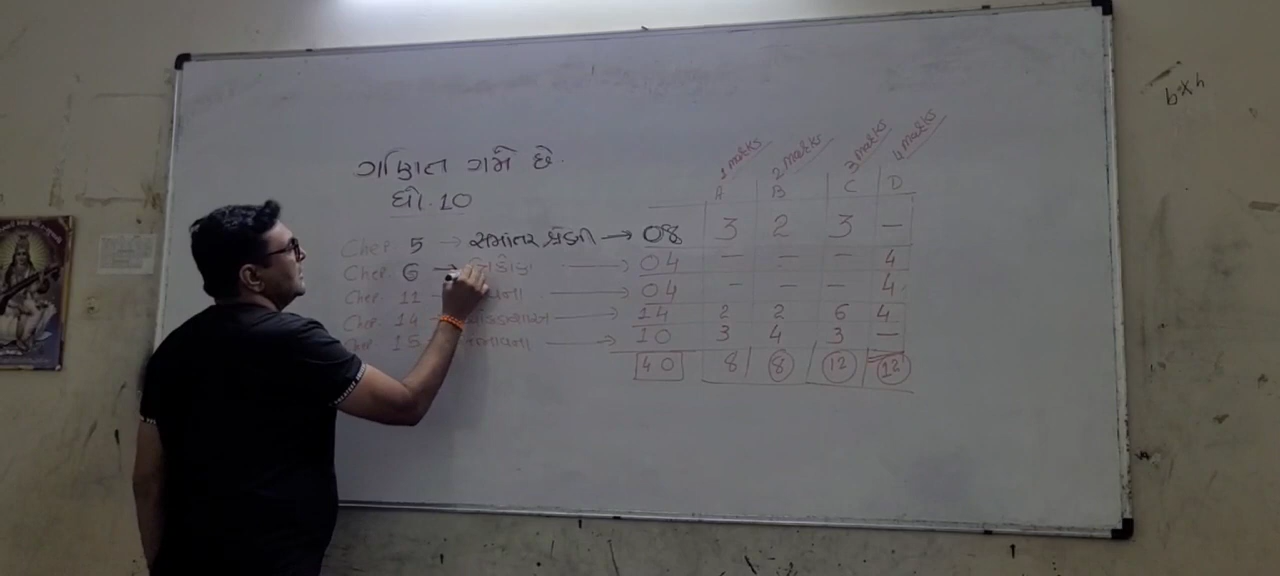 ગણિત ગમે છે.
ધો. 10
1 marks 2 marks 3 marks 4 marks
A B C D
Chep 5 → સમાંતર શ્રેણી → 08 3 2 3 –
Chep. 6 → ત્રિકોણ → 04 – – – 4
Chep. 11 → 04 – – – 4
Chep. 14 → → 14 2 2 6 4
Chep. 15 → → 10 3 4 3 –
40 8 8 12 12
b×h